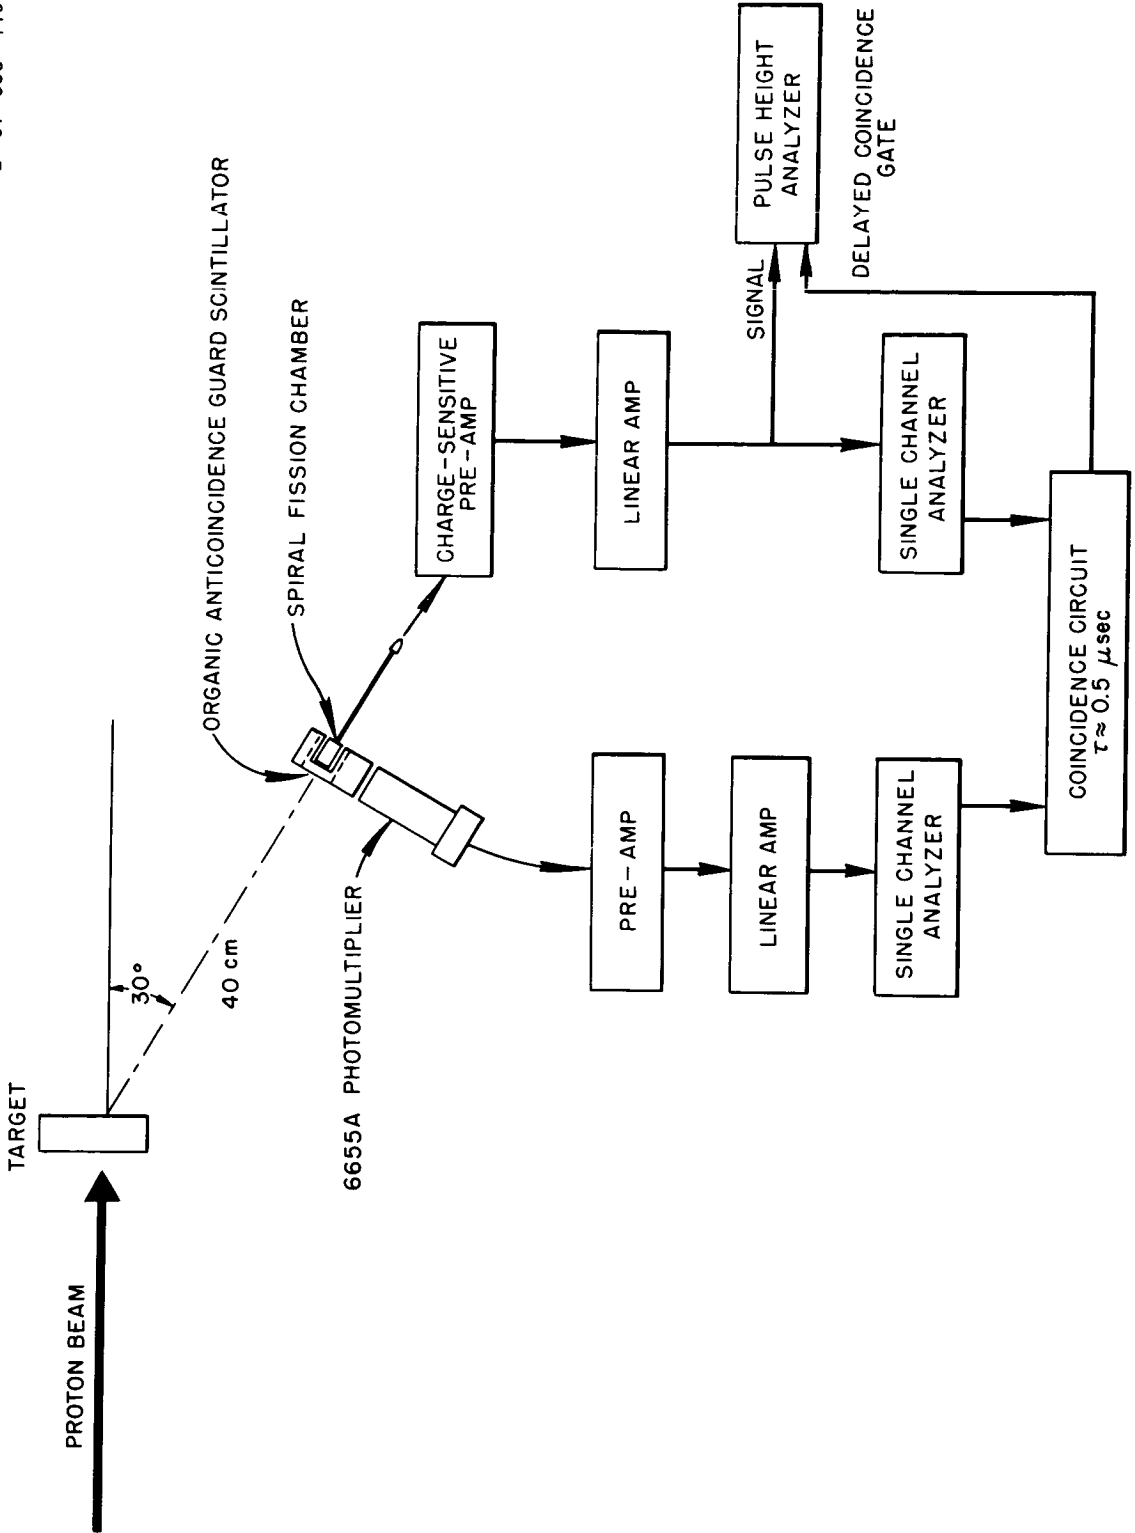 PROTON BEAM
TARGET
30°
40 cm
ORGANIC ANTICOINCIDENCE GUARD SCINTILLATOR
SPIRAL FISSION CHAMBER
6655A PHOTOMULTIPLIER
CHARGE-SENSITIVE
PRE-AMP
PRE-AMP
LINEAR AMP
LINEAR AMP
SIGNAL
PULSE HEIGHT
ANALYZER
DELAYED COINCIDENCE
GATE
SINGLE CHANNEL
ANALYZER
SINGLE CHANNEL
ANALYZER
COINCIDENCE CIRCUIT
τ≈0.5 μsec